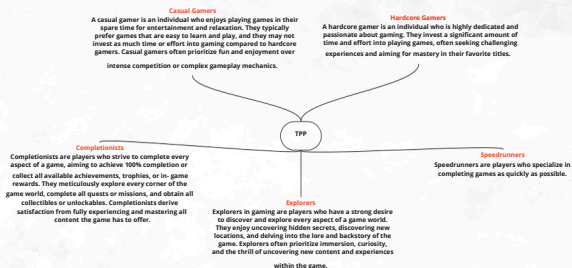 Casual Gamers
A casual gamer is an individual who enjoys playing games in their
spare time for entertainment and relaxation. They typically
prefer games that are easy to learn and play, and they may not
invest as much time or effort into gaming compared to hardcore
gamers. Casual gamers often prioritize fun and enjoyment over
intense competition or complex gameplay mechanics.
Hardcore Gamers
A hardcore gamer is an individual who is highly dedicated and
passionate about gaming. They invest a significant amount of
time and effort into playing games, often seeking challenging
experiences and aiming for mastery in their favorite titles.
TPP
Completionists
Completionists are players who strive to complete every
aspect of a game, aiming to achieve 100% completion or
collect all available achievements, trophies, or in- game
rewards. They meticulously explore every corner of the
game world, complete all quests or missions, and obtain all
collectibles or unlockables. Completionists derive
satisfaction from fully experiencing and mastering all
content the game has to offer.
Speedrunners
Speedrunners are players who specialize in
completing games as quickly as possible.
Explorers
Explorers in gaming are players who have a strong desire
to discover and explore every aspect of a game world.
They enjoy uncovering hidden secrets, discovering new
locations, and delving into the lore and backstory of the
game. Explorers often prioritize immersion, curiosity,
and the thrill of uncovering new content and experiences
within the game.